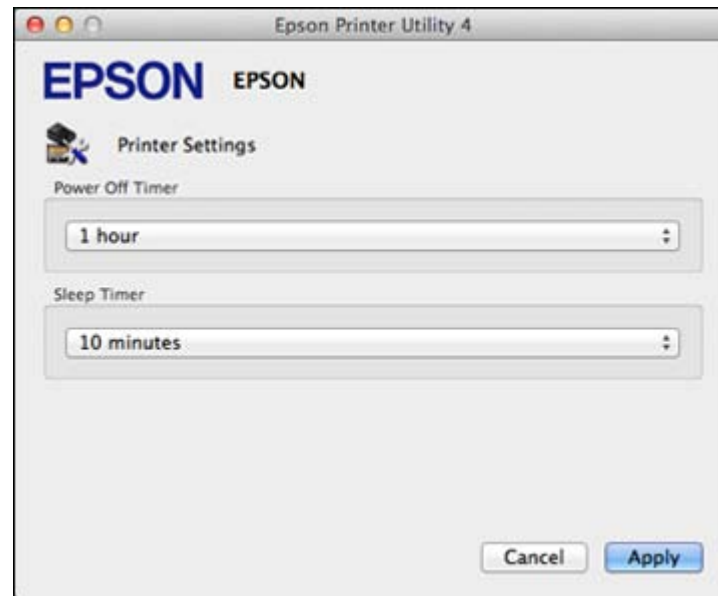 Epson Printer Utility 4
EPSON EPSON
Printer Settings
Power Off Timer
1 hour
Sleep Timer
10 minutes
Cancel Apply